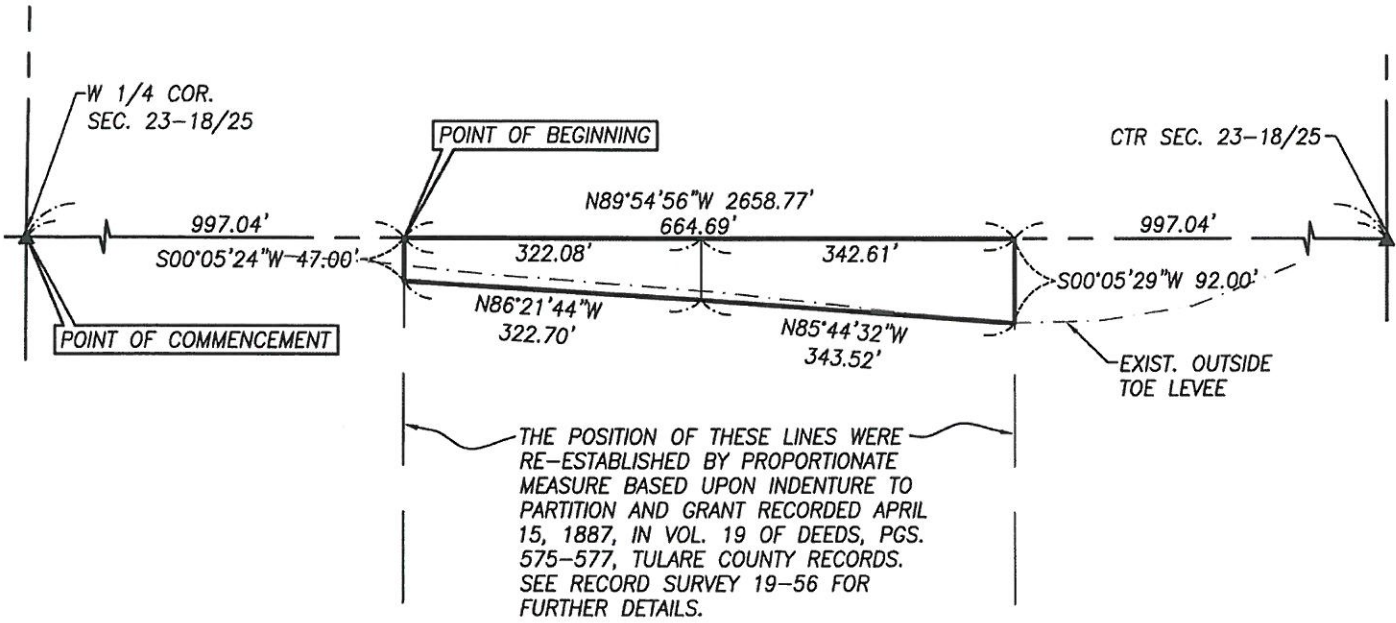 W 1/4 COR.
SEC. 23-18/25
POINT OF BEGINNING
CTR SEC. 23-18/25
N89°54'56"W 2658.77'
997.04'
664.69'
997.04'
S00°05'24"W 47.00'
322.08'
342.61'
S00°05'29"W 92.00'
N86°21'44"W
322.70'
N85°44'32"W
343.52'
POINT OF COMMENCEMENT
EXIST. OUTSIDE
TOE LEVEE
THE POSITION OF THESE LINES WERE
RE-ESTABLISHED BY PROPORTIONATE
MEASURE BASED UPON INDENTURE TO
PARTITION AND GRANT RECORDED APRIL
15, 1887, IN VOL. 19 OF DEEDS, PGS.
575-577, TULARE COUNTY RECORDS.
SEE RECORD SURVEY 19-56 FOR
FURTHER DETAILS.